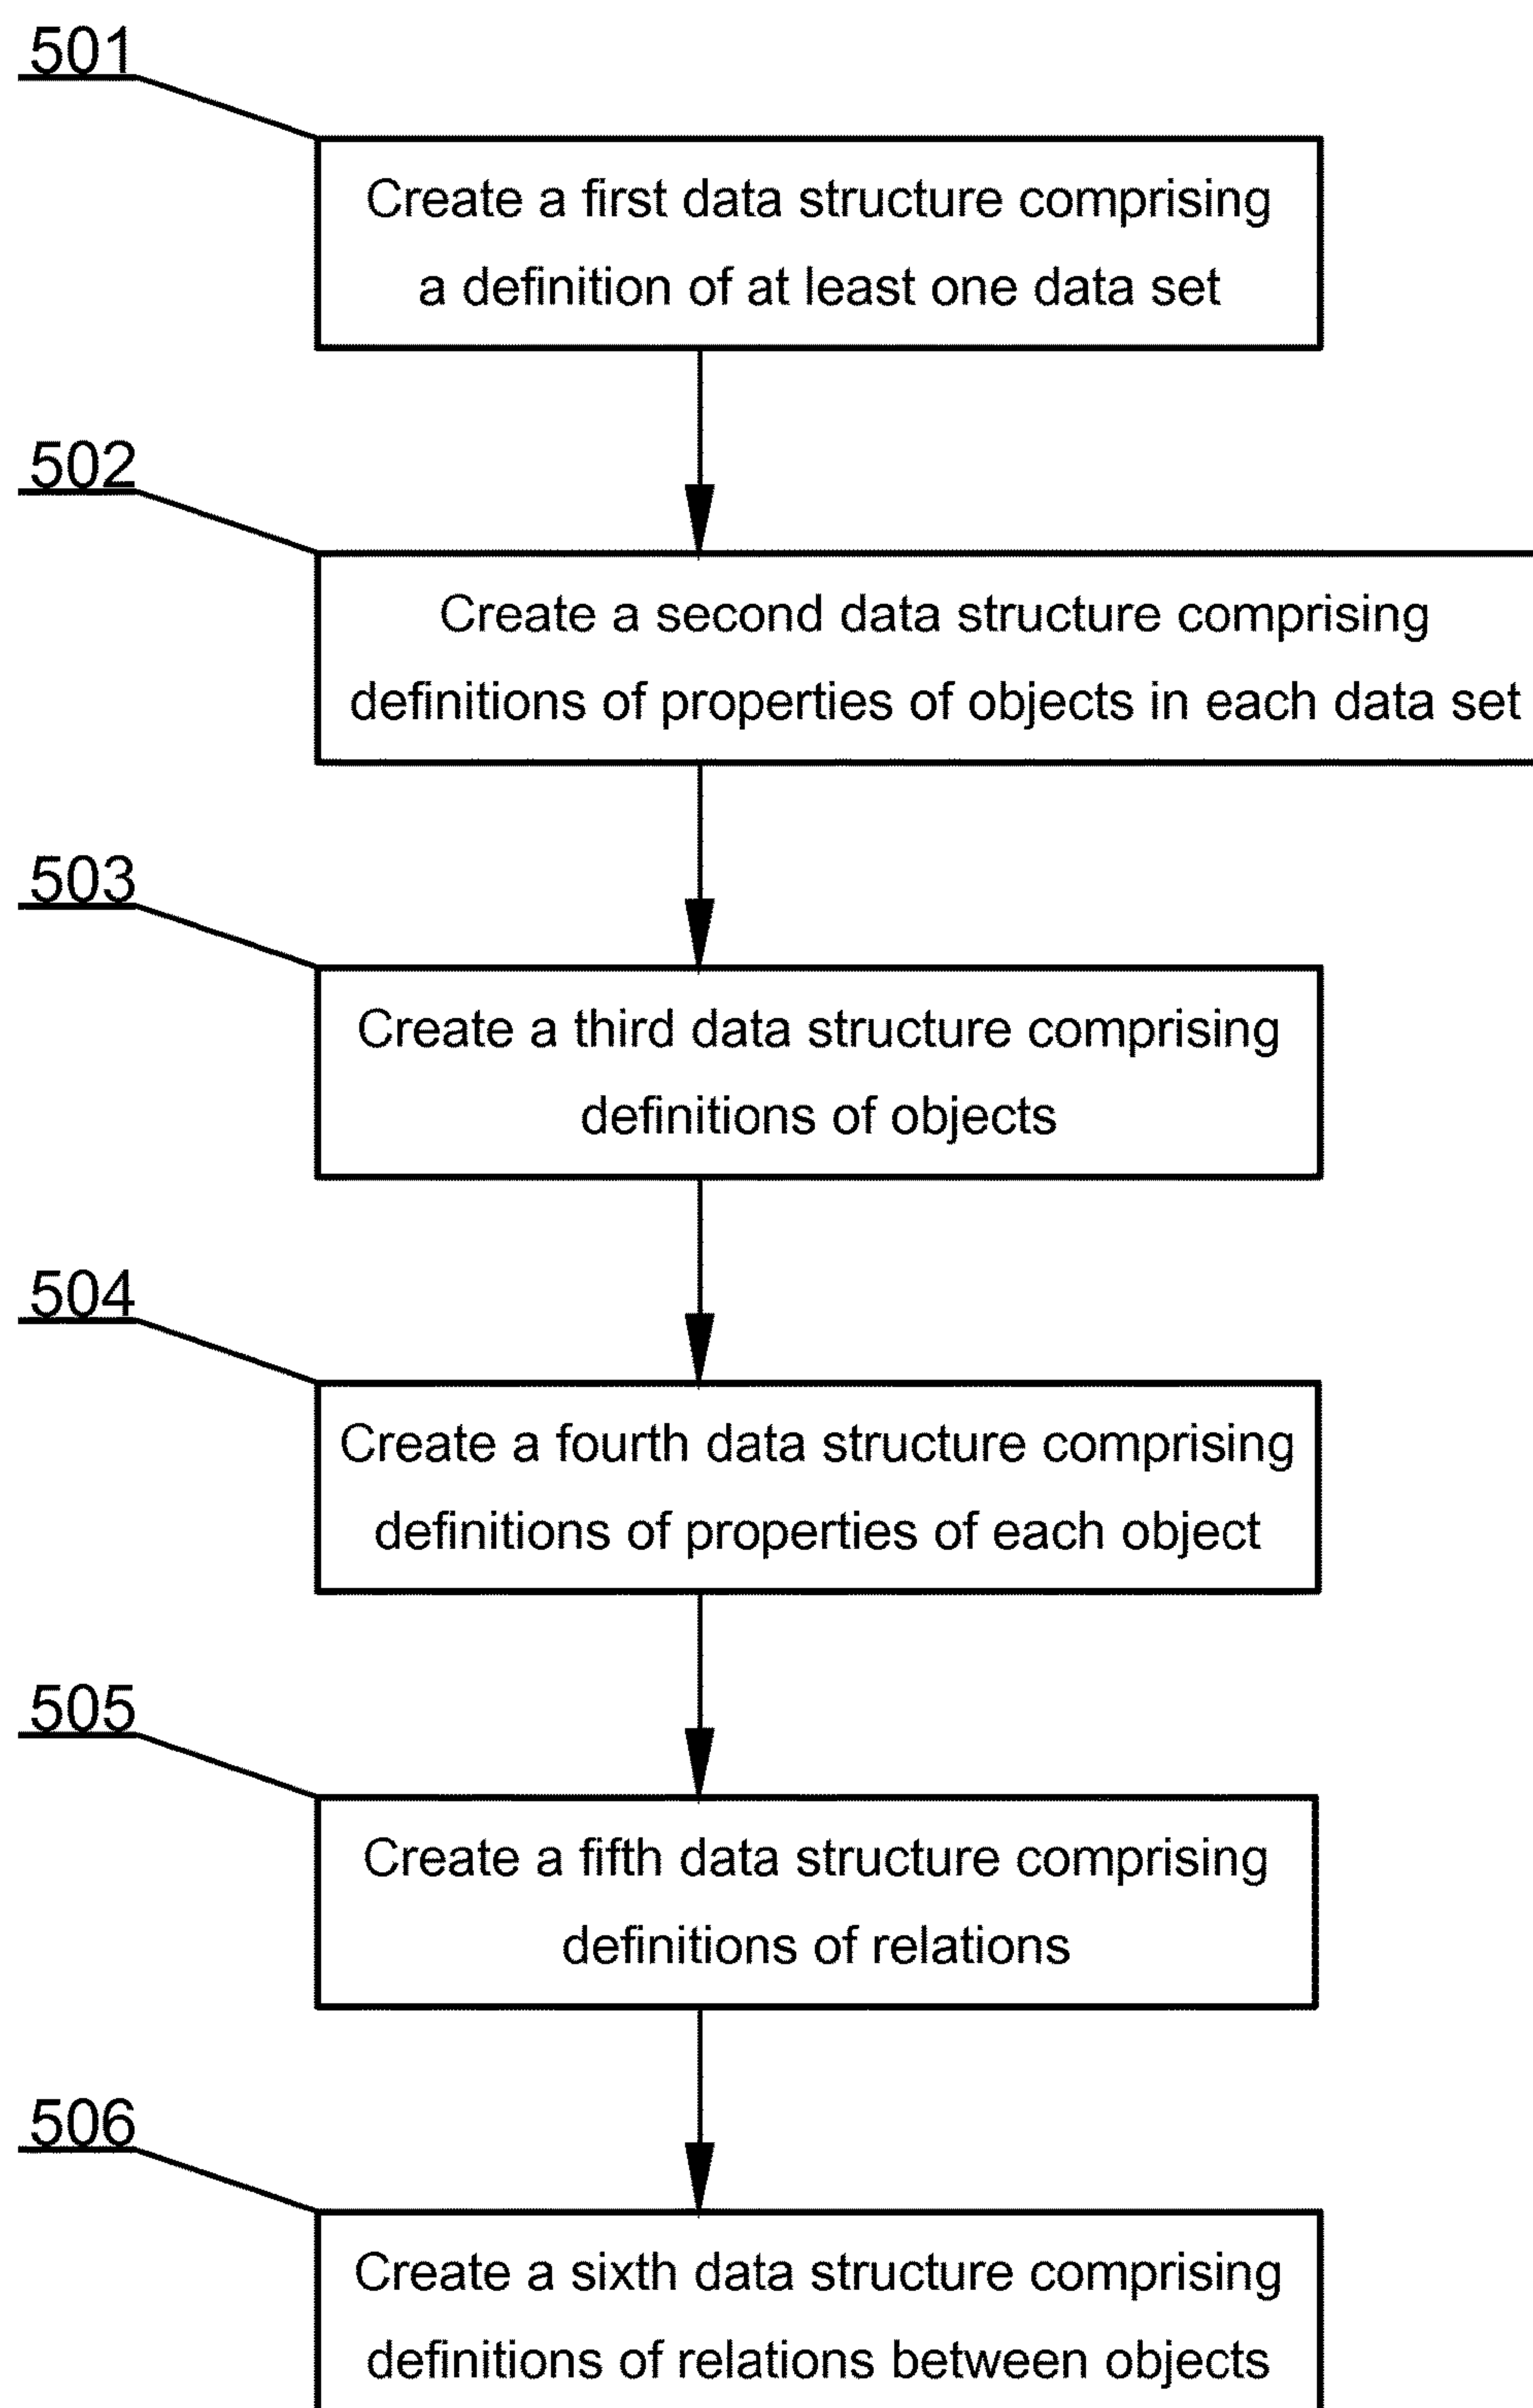 501
Create a first data structure comprising
a definition of at least one data set
502
Create a second data structure comprising
definitions of properties of objects in each data set
503
Create a third data structure comprising
definitions of objects
504
Create a fourth data structure comprising
definitions of properties of each object
505
Create a fifth data structure comprising
definitions of relations
506
Create a sixth data structure comprising
definitions of relations between objects